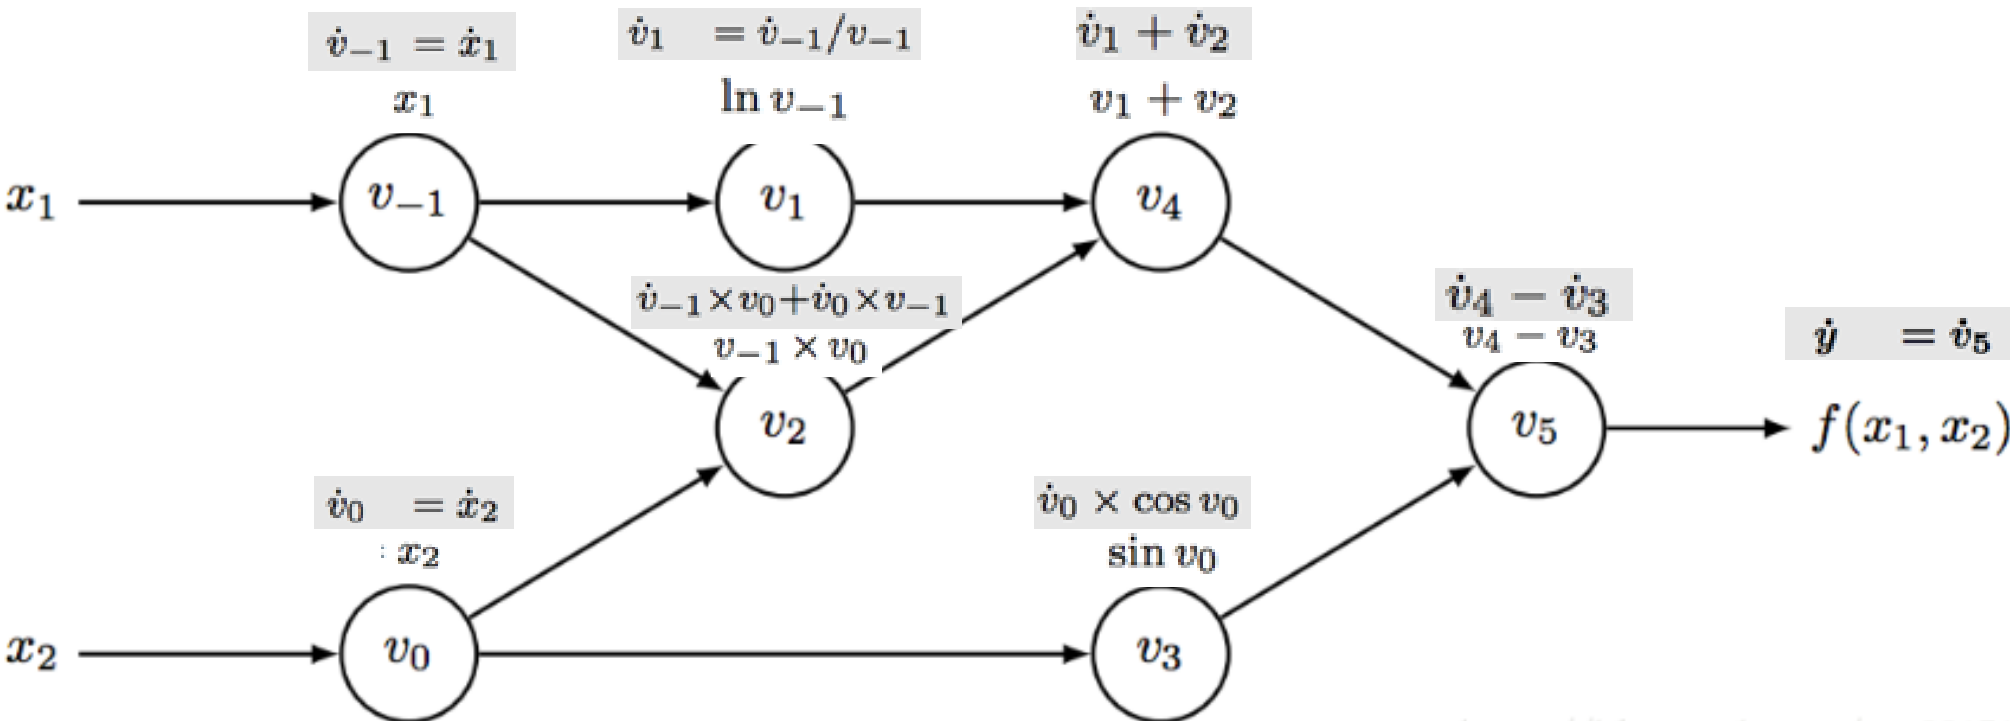 v̇₋₁ = ẋ₁
v̇₁ = v̇₋₁/v₋₁
v̇₁ + v̇₂
x₁
ln v₋₁
v₁ + v₂
x₁
v₋₁
v₁
v₄
v̇₋₁×v₀+v̇₀×v₋₁
v₋₁ × v₀
v̇₄ − v̇₃
v₄ − v₃
ẏ = v̇₅
v₂
v₅
f(x₁, x₂)
v̇₀ = ẋ₂
: x₂
v̇₀ × cos v₀
sin v₀
x₂
v₀
v₃